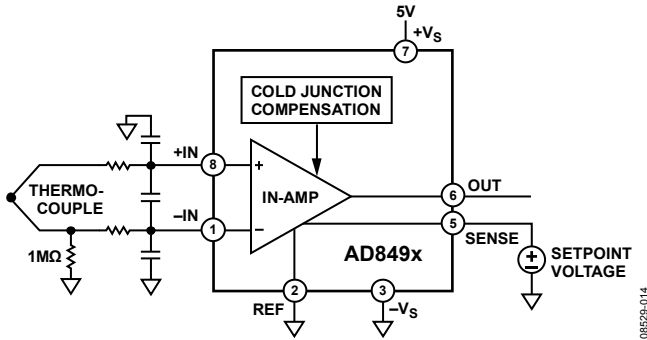 5V
+VS
7
COLD JUNCTION
COMPENSATION
+IN
8
+
THERMO-
COUPLE
IN-AMP
6
OUT
–IN
1
–
5
SENSE
1MΩ
AD849x
+
–
SETPOINT
VOLTAGE
2
3
REF
–VS
08529-014